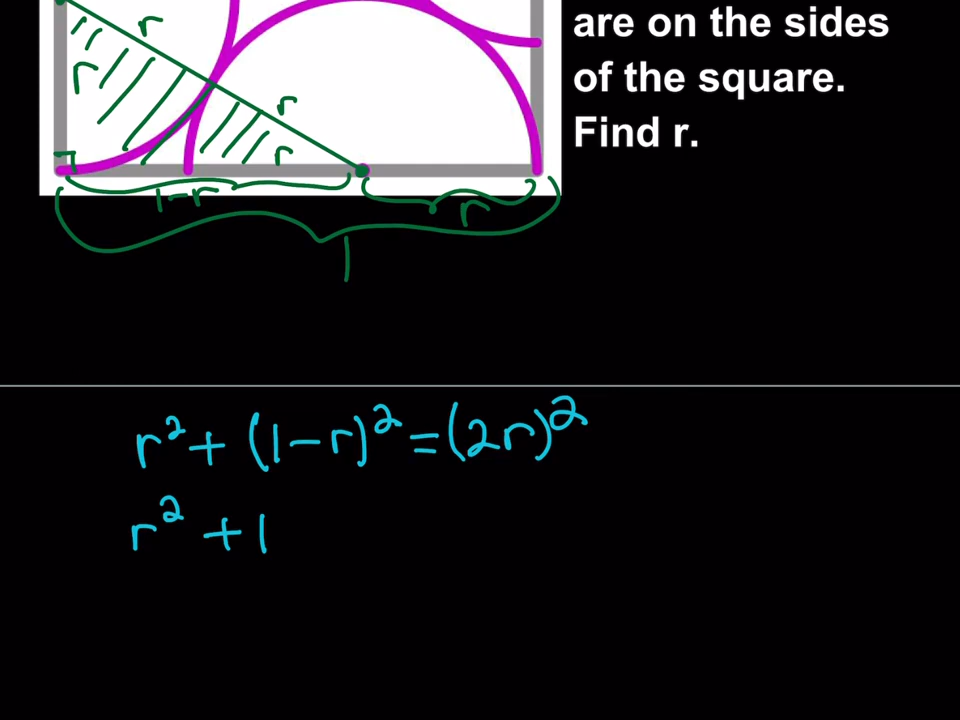 are on the sides
of the square.
Find r.
r
r
r
r
1-r
r
1
r² + (1-r)² = (2r)²
r² + 1